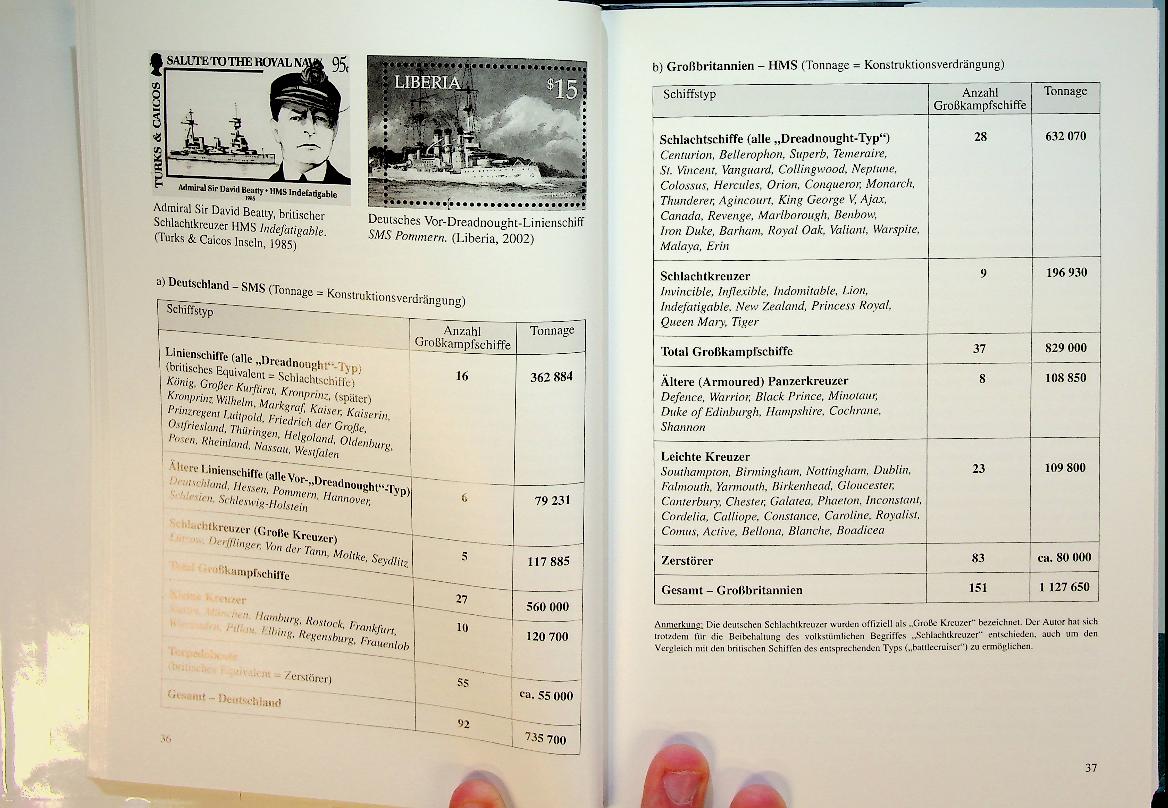 SALUTE TO THE ROYAL NAVY 95c
TURKS & CAICOS
Admiral Sir David Beatty • HMS Indefatigable
1985
LIBERIA $15
Admiral Sir David Beatty, britischer
Schlachtkreuzer HMS Indefatigable.
(Turks & Caicos Inseln, 1985)
Deutsches Vor-Dreadnought-Linienschiff
SMS Pommern. (Liberia, 2002)
a) Deutschland – SMS (Tonnage = Konstruktionsverdrängung)
Schiffstyp
Anzahl
Großkampfschiffe
Tonnage
Linienschiffe (alle „Dreadnought“-Typ) 16 362 884
(britisches Equivalent = Schlachtschiffe)
König, Großer Kurfürst, Kronprinz, (später)
Kronprinz Wilhelm, Markgraf, Kaiser, Kaiserin,
Prinzregent Luitpold, Friedrich der Große,
Ostfriesland, Thüringen, Helgoland, Oldenburg,
Posen, Rheinland, Nassau, Westfalen
Ältere Linienschiffe (alle Vor-„Dreadnought“-Typ) 6 79 231
Deutschland, Hessen, Pommern, Hannover,
Schlesien, Schleswig-Holstein
Schlachtkreuzer (Große Kreuzer) 5 117 885
Lützow, Derfflinger, Von der Tann, Moltke, Seydlitz
Total Großkampfschiffe 27 560 000
Kleine Kreuzer 10 120 700
Stettin, München, Hamburg, Rostock, Frankfurt,
Wiesbaden, Pillau, Elbing, Regensburg, Frauenlob
Torpedoboote 55 ca. 55 000
(britisches Equivalent = Zerstörer)
Gesamt – Deutschland 92 735 700
36
b) Großbritannien – HMS (Tonnage = Konstruktionsverdrängung)
Schiffstyp
Anzahl
Großkampfschiffe
Tonnage
Schlachtschiffe (alle „Dreadnought-Typ“) 28 632 070
Centurion, Bellerophon, Superb, Temeraire,
St. Vincent, Vanguard, Collingwood, Neptune,
Colossus, Hercules, Orion, Conqueror, Monarch,
Thunderer, Agincourt, King George V, Ajax,
Canada, Revenge, Marlborough, Benbow,
Iron Duke, Barham, Royal Oak, Valiant, Warspite,
Malaya, Erin
Schlachtkreuzer 9 196 930
Invincible, Inflexible, Indomitable, Lion,
Indefatigable, New Zealand, Princess Royal,
Queen Mary, Tiger
Total Großkampfschiffe 37 829 000
Ältere (Armoured) Panzerkreuzer 8 108 850
Defence, Warrior, Black Prince, Minotaur,
Duke of Edinburgh, Hampshire, Cochrane,
Shannon
Leichte Kreuzer 23 109 800
Southampton, Birmingham, Nottingham, Dublin,
Falmouth, Yarmouth, Birkenhead, Gloucester,
Canterbury, Chester, Galatea, Phaeton, Inconstant,
Cordelia, Calliope, Constance, Caroline, Royalist,
Comus, Active, Bellona, Blanche, Boadicea
Zerstörer 83 ca. 80 000
Gesamt – Großbritannien 151 1 127 650
Anmerkung: Die deutschen Schlachtkreuzer wurden offiziell als „Große Kreuzer“ bezeichnet. Der Autor hat sich
trotzdem für die Beibehaltung des volkstümlichen Begriffes „Schlachtkreuzer“ entschieden, auch um den
Vergleich mit den britischen Schiffen des entsprechenden Typs („battlecruiser“) zu ermöglichen.
37